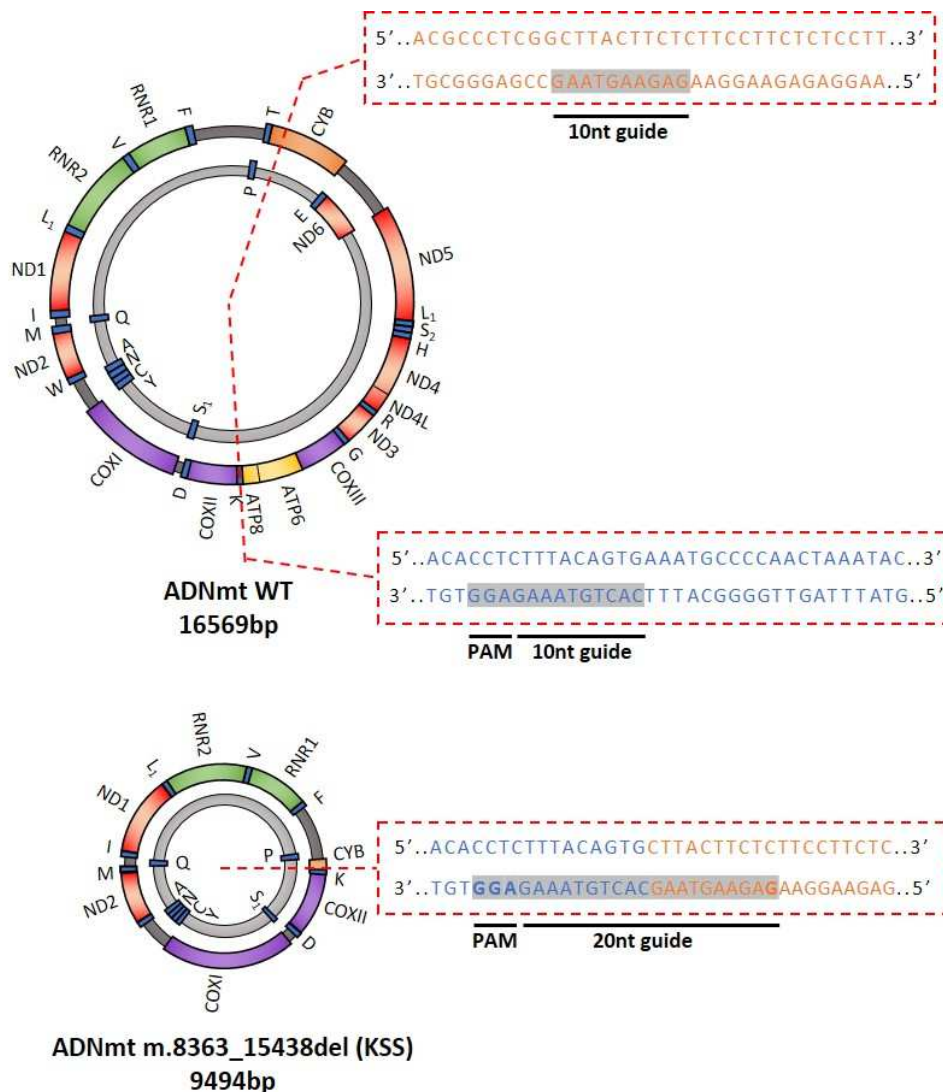 5'..ACGCCCTCGGCTTACTTCTCTTCCTTCTCTCCTT..3'
3'..TGCGGGAGCCGAATGAAGAGAAGGAAGAGAGGAA..5'
10nt guide
F
RNR1
V
RNR2
L1
ND1
I
M
ND2
W
COXI
D
COXII
K
ATP8
ATP6
COXIII
G
ND3
R
ND4L
ND4
H
S2
L1
ND5
CYB
T
P
E
ND6
Q
A
N
C
Y
S1
ADNmt WT
16569bp
5'..ACACCTCTTTACAGTGAAATGCCCCAACTAAATAC..3'
3'..TGTGGAGAAATGTCACTTTACGGGGTTGATTTATG..5'
PAM
10nt guide
RNR2
V
RNR1
F
L1
ND1
I
M
ND2
COXI
D
COXII
K
CYB
P
Q
A
N
C
Y
S1
5'..ACACCTCTTTACAGTGCTTACTTCTCTTCCTTCTC..3'
3'..TGTGGAGAAATGTCACGAATGAAGAGAAGGAAGAG..5'
PAM
20nt guide
ADNmt m.8363_15438del (KSS)
9494bp